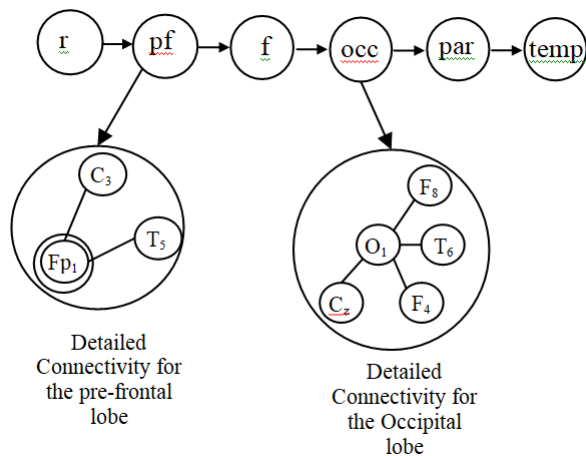 r pf f occ par temp
C₃ F₈
Fp₁ T₅ O₁ T₆
C_z F₄
Detailed
Connectivity for
the pre-frontal
lobe
Detailed
Connectivity for
the Occipital
lobe